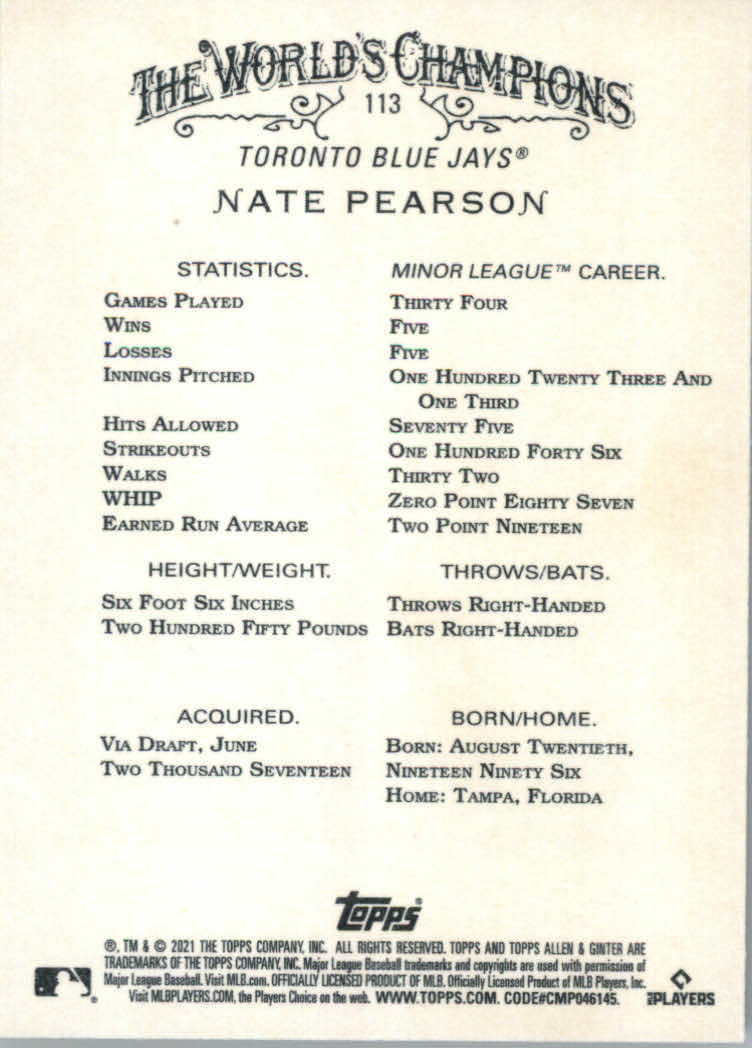 THE WORLD'S CHAMPIONS
113
TORONTO BLUE JAYS®
NATE PEARSON
STATISTICS. MINOR LEAGUE™ CAREER.
GAMES PLAYED THIRTY FOUR
WINS FIVE
LOSSES FIVE
INNINGS PITCHED ONE HUNDRED TWENTY THREE AND
ONE THIRD
HITS ALLOWED SEVENTY FIVE
STRIKEOUTS ONE HUNDRED FORTY SIX
WALKS THIRTY TWO
WHIP ZERO POINT EIGHTY SEVEN
EARNED RUN AVERAGE TWO POINT NINETEEN
HEIGHT/WEIGHT. THROWS/BATS.
SIX FOOT SIX INCHES THROWS RIGHT-HANDED
TWO HUNDRED FIFTY POUNDS BATS RIGHT-HANDED
ACQUIRED. BORN/HOME.
VIA DRAFT, JUNE BORN: AUGUST TWENTIETH,
TWO THOUSAND SEVENTEEN NINETEEN NINETY SIX
HOME: TAMPA, FLORIDA
topps®
®, TM & © 2021 THE TOPPS COMPANY, INC. ALL RIGHTS RESERVED. TOPPS AND TOPPS ALLEN & GINTER ARE
TRADEMARKS OF THE TOPPS COMPANY, INC. Major League Baseball trademarks and copyrights are used with permission of
Major League Baseball. Visit MLB.com. OFFICIALLY LICENSED PRODUCT OF MLB. Officially Licensed Product of MLB Players, Inc.
Visit MLBPLAYERS.COM, the Players Choice on the web. WWW.TOPPS.COM. CODE#CMP046145.
PLAYERS